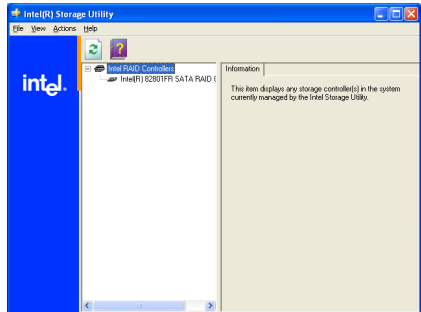 Intel(R) Storage Utility
File View Actions Help
intel.
Intel RAID Controllers
Intel(R) 82801FR SATA RAID
Information
This item displays any storage controller(s) in the system
currently managed by the Intel Storage Utility.